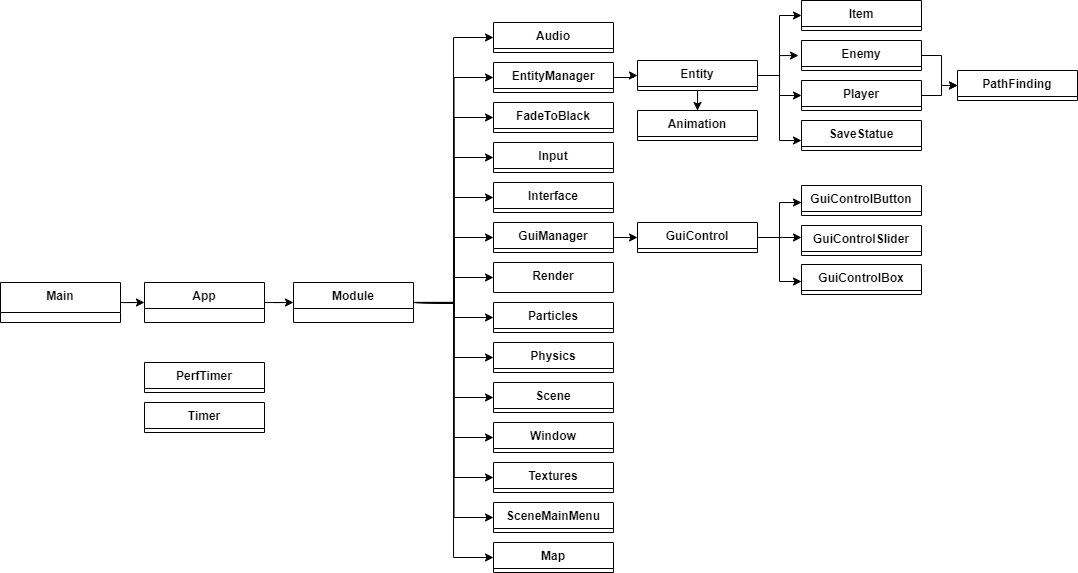 Main
App
Module
PerfTimer
Timer
Audio
EntityManager
FadeToBlack
Input
Interface
GuiManager
Render
Particles
Physics
Scene
Window
Textures
SceneMainMenu
Map
Entity
Animation
GuiControl
Item
Enemy
Player
SaveStatue
GuiControlButton
GuiControlSlider
GuiControlBox
PathFinding